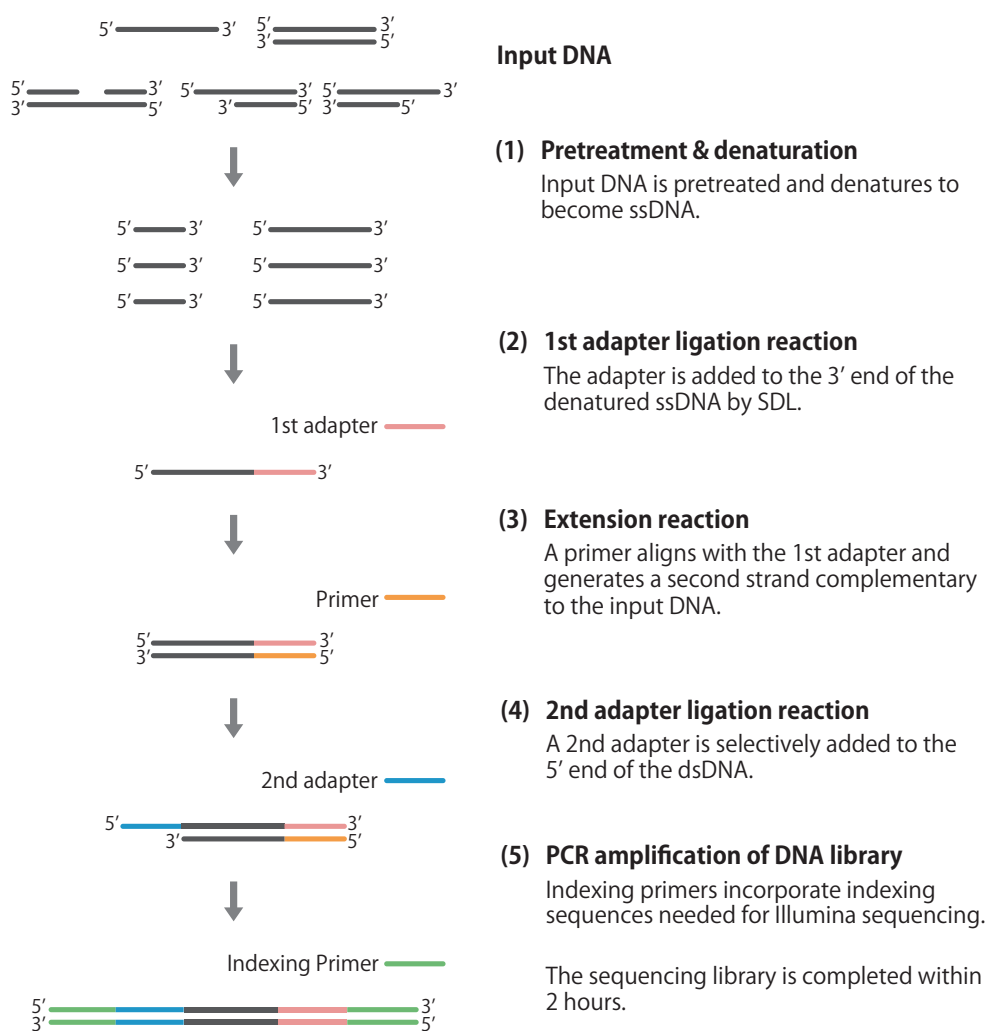 5′ 3′ 5′ 3′
3′ 5′
Input DNA
5′ 3′ 5′ 3′ 5′ 3′
3′ 5′ 3′ 5′ 3′ 5′
(1) Pretreatment & denaturation
Input DNA is pretreated and denatures to
become ssDNA.
5′ 3′ 5′ 3′
5′ 3′ 5′ 3′
5′ 3′ 5′ 3′
(2) 1st adapter ligation reaction
The adapter is added to the 3′ end of the
denatured ssDNA by SDL.
1st adapter
5′ 3′
(3) Extension reaction
A primer aligns with the 1st adapter and
generates a second strand complementary
to the input DNA.
Primer
5′ 3′
3′ 5′
(4) 2nd adapter ligation reaction
A 2nd adapter is selectively added to the
5′ end of the dsDNA.
2nd adapter
5′ 3′
3′ 5′
(5) PCR amplification of DNA library
Indexing primers incorporate indexing
sequences needed for Illumina sequencing.
Indexing Primer
The sequencing library is completed within
2 hours.
5′ 3′
3′ 5′